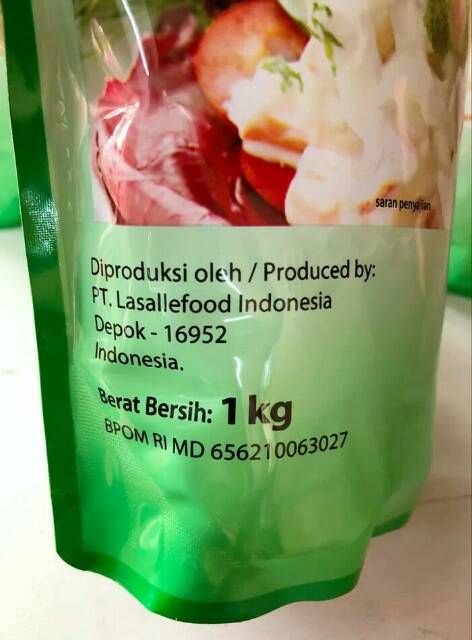 saran penyajian
Diproduksi oleh / Produced by:
PT. Lasallefood Indonesia
Depok - 16952
Indonesia.
Berat Bersih: 1 kg
BPOM RI MD 656210063027